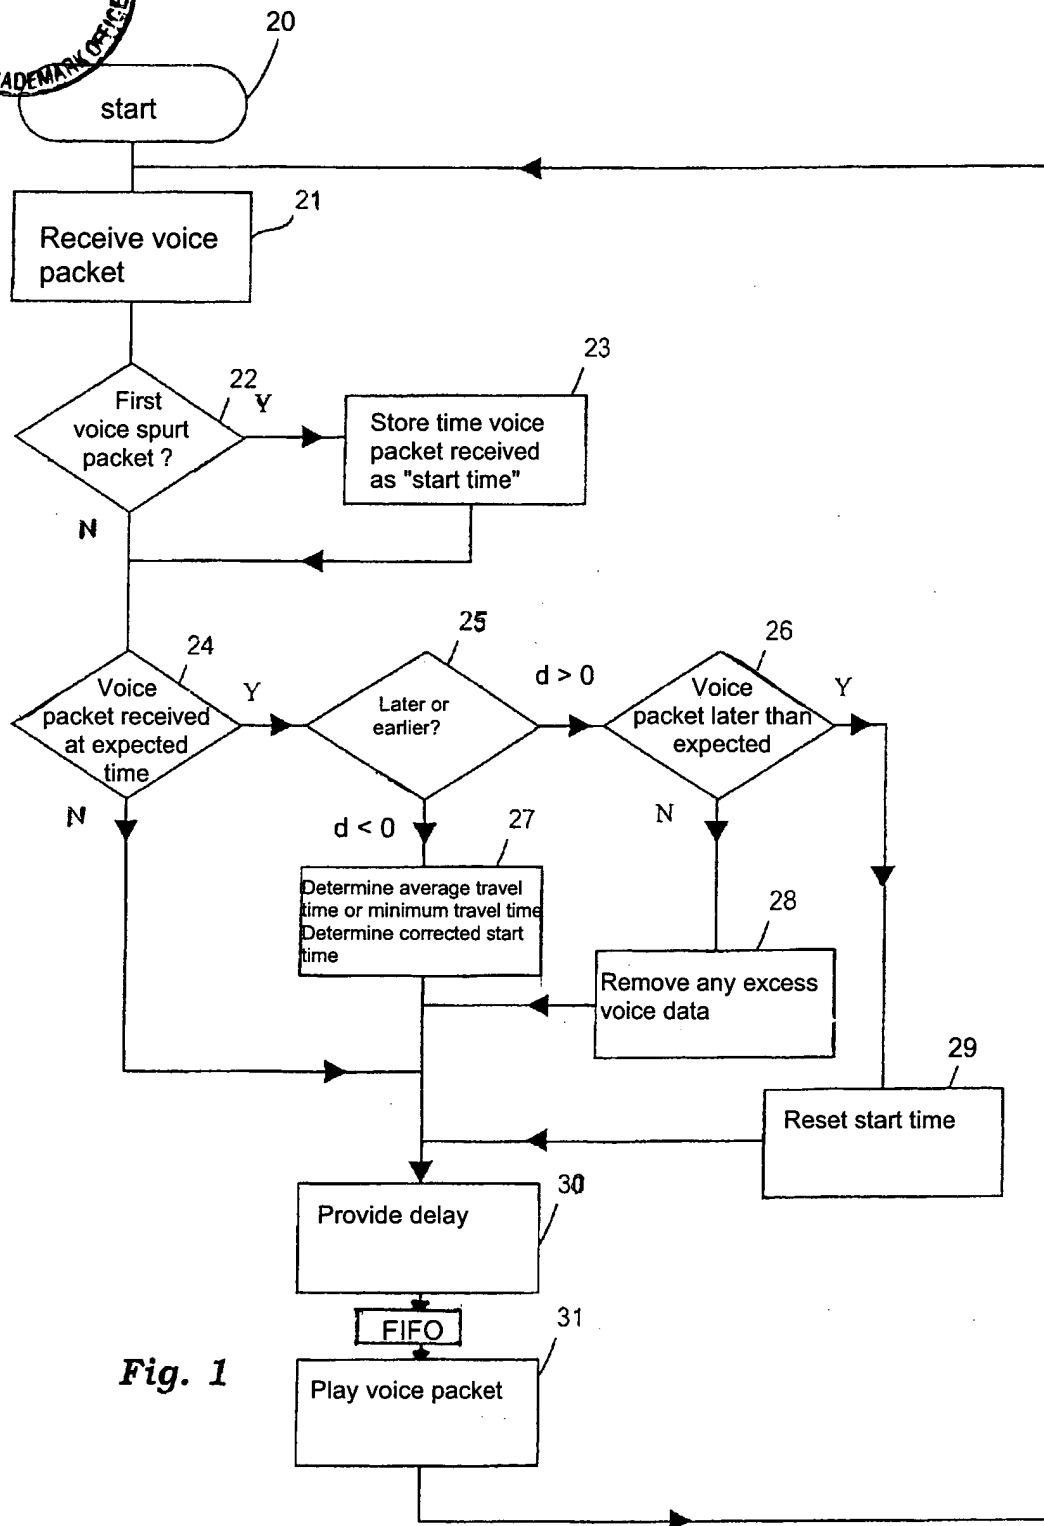 ADEMARK OFFICE
20
start
21
Receive voice
packet
22
First
voice spurt
packet ?
Y
N
23
Store time voice
packet received
as "start time"
24
Voice
packet received
at expected
time
Y
N
25
Later or
earlier?
d > 0
d < 0
26
Voice
packet later than
expected
Y
N
27
Determine average travel
time or minimum travel time
Determine corrected start
time
28
Remove any excess
voice data
29
Reset start time
30
Provide delay
FIFO
31
Play voice packet
Fig. 1